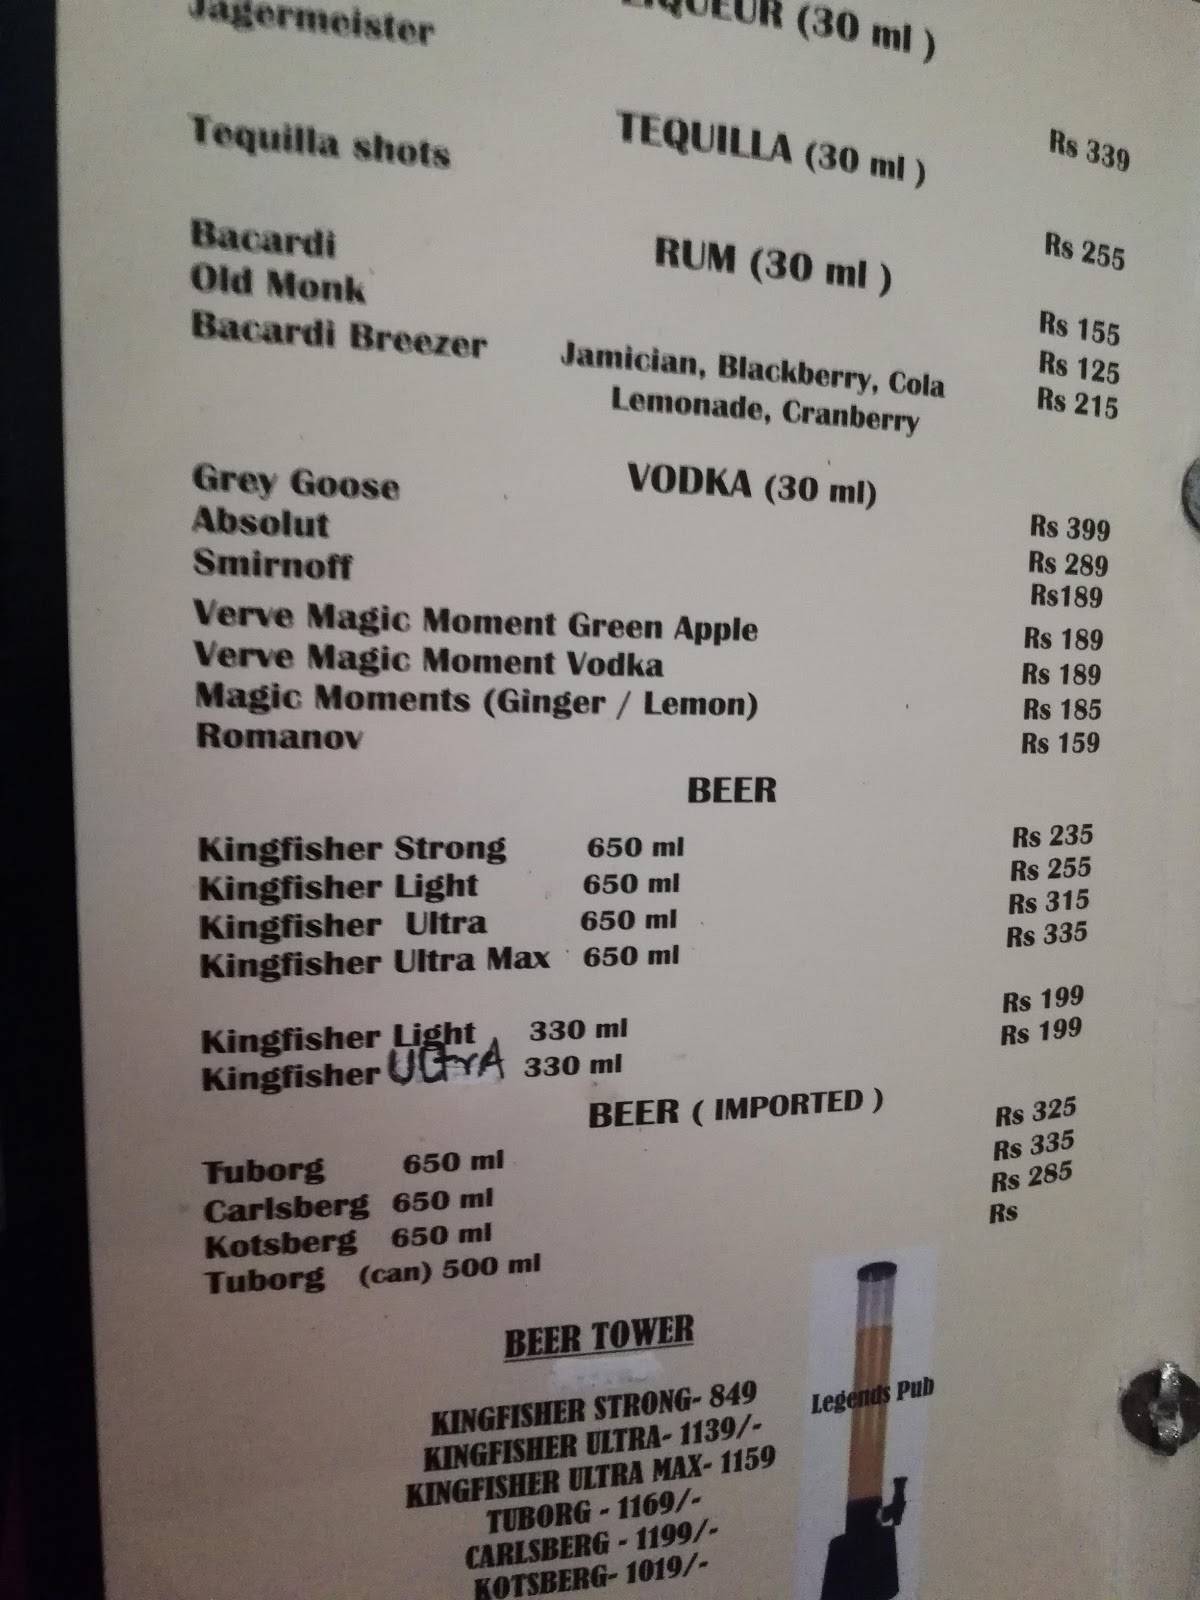 Jagermeister LIQUEUR (30 ml ) Rs 339
TEQUILLA (30 ml )
Tequilla shots Rs 255
RUM (30 ml )
Bacardi Rs 155
Old Monk Rs 125
Bacardi Breezer Jamician, Blackberry, Cola Rs 215
Lemonade, Cranberry
VODKA (30 ml)
Grey Goose Rs 399
Absolut Rs 289
Smirnoff Rs189
Verve Magic Moment Green Apple Rs 189
Verve Magic Moment Vodka Rs 189
Magic Moments (Ginger / Lemon) Rs 185
Romanov Rs 159
BEER
Kingfisher Strong 650 ml Rs 235
Kingfisher Light 650 ml Rs 255
Kingfisher Ultra 650 ml Rs 315
Kingfisher Ultra Max 650 ml Rs 335
Kingfisher Light 330 ml Rs 199
Kingfisher UltrA 330 ml Rs 199
BEER ( IMPORTED )
Tuborg 650 ml Rs 325
Carlsberg 650 ml Rs 335
Kotsberg 650 ml Rs 285
Tuborg (can) 500 ml Rs
BEER TOWER
KINGFISHER STRONG- 849
KINGFISHER ULTRA- 1139/-
KINGFISHER ULTRA MAX- 1159
TUBORG - 1169/-
CARLSBERG - 1199/-
KOTSBERG- 1019/-
Legends Pub